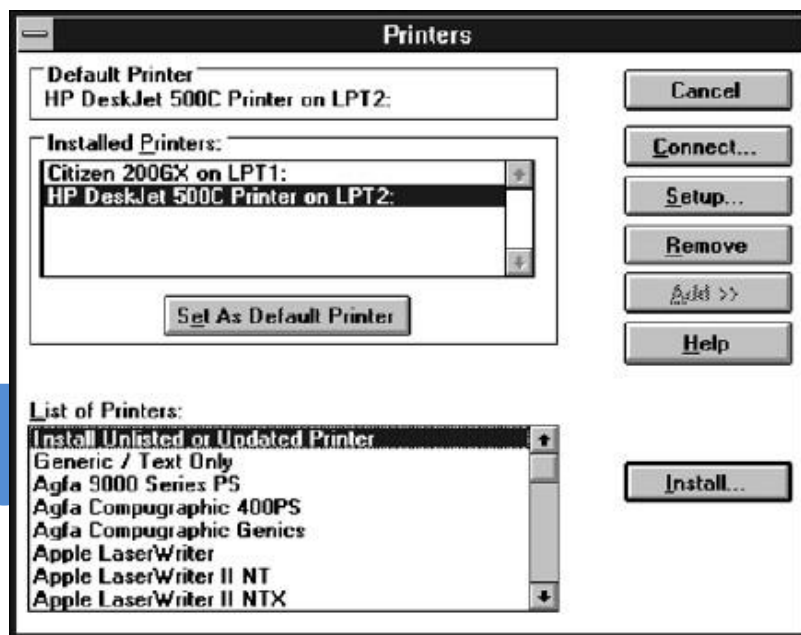 Printers
Default Printer
HP DeskJet 500C Printer on LPT2:
Cancel
Installed Printers:
Citizen 200GX on LPT1:
HP DeskJet 500C Printer on LPT2:
Connect...
Setup...
Remove
Add >>
Set As Default Printer
Help
List of Printers:
Install Unlisted or Updated Printer
Generic / Text Only
Agfa 9000 Series PS
Agfa Compugraphic 400PS
Agfa Compugraphic Genics
Apple LaserWriter
Apple LaserWriter II NT
Apple LaserWriter II NTX
Install...